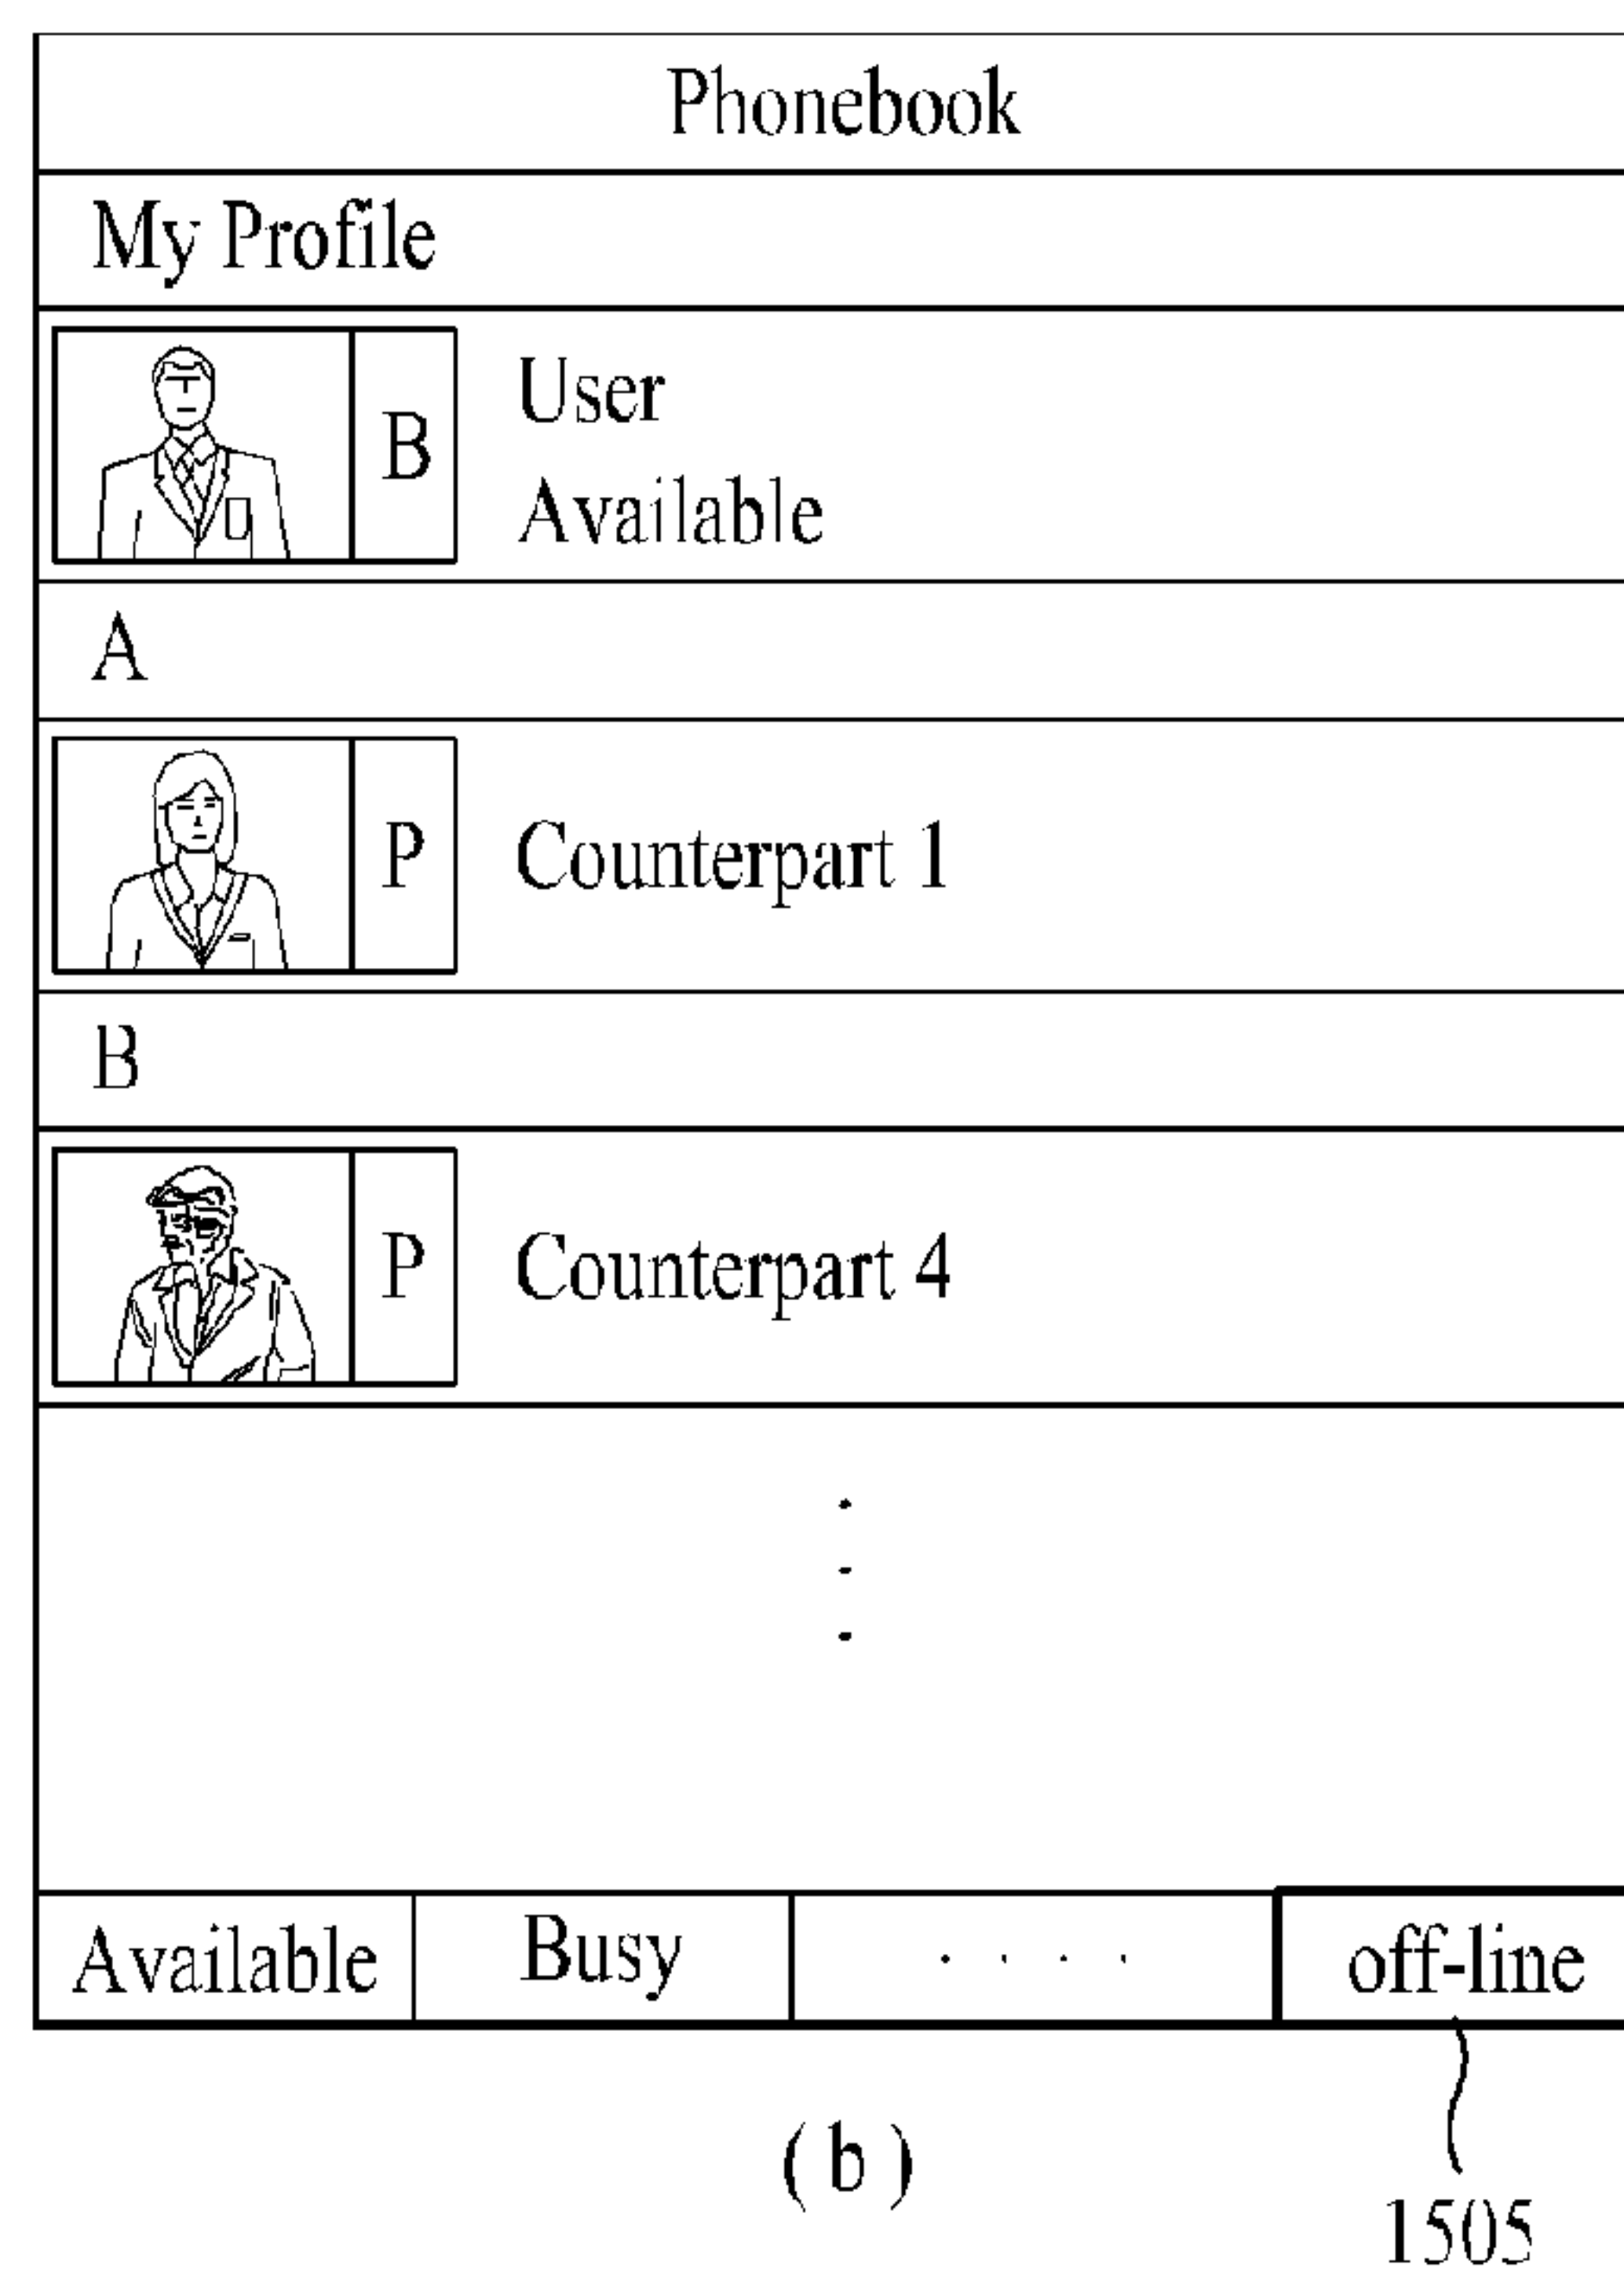 Phonebook
My Profile
B
User
Available
A
P
Counterpart 1
B
P
Counterpart 4
Available
Busy
. . . .
off-line
( b )
1505